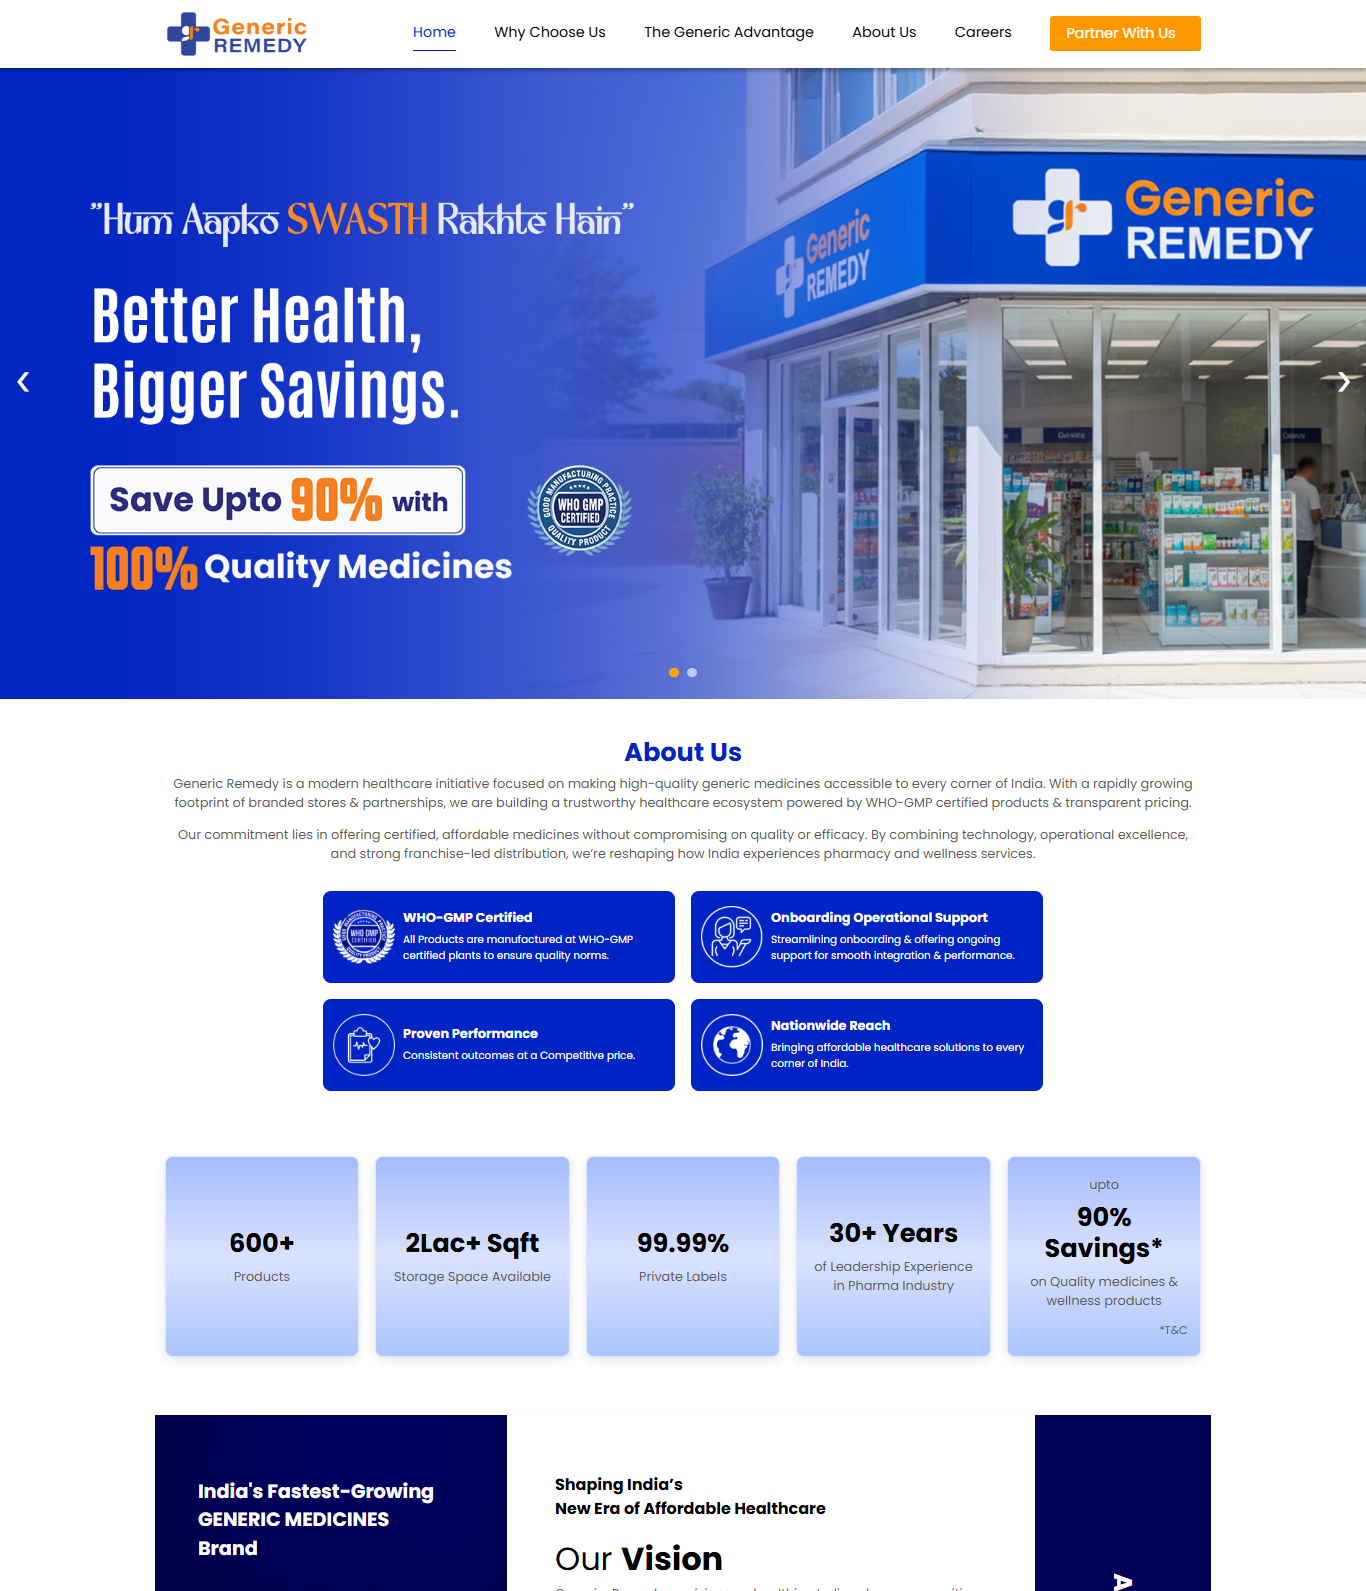 Generic
REMEDY
Home
Why Choose Us
The Generic Advantage
About Us
Careers
Partner With Us
Generic
REMEDY
Generic
REMEDY
"Hum Aapko SWASTH Rakhte Hain"
Better Health,
Bigger Savings.
Save Upto 90% with
100% Quality Medicines
GOOD MANUFACTURING PRACTICE
WHO GMP
CERTIFIED
QUALITY PRODUCT
About Us
Generic Remedy is a modern healthcare initiative focused on making high-quality generic medicines accessible to every corner of India. With a rapidly growing
footprint of branded stores & partnerships, we are building a trustworthy healthcare ecosystem powered by WHO-GMP certified products & transparent pricing.
Our commitment lies in offering certified, affordable medicines without compromising on quality or efficacy. By combining technology, operational excellence,
and strong franchise-led distribution, we’re reshaping how India experiences pharmacy and wellness services.
GOOD MANUFACTURING PRACTICE
WHO GMP
CERTIFIED
QUALITY PRODUCT
WHO-GMP Certified
All Products are manufactured at WHO-GMP
certified plants to ensure quality norms.
Onboarding Operational Support
Streamlining onboarding & offering ongoing
support for smooth integration & performance.
Proven Performance
Consistent outcomes at a Competitive price.
Nationwide Reach
Bringing affordable healthcare solutions to every
corner of India.
600+
Products
2Lac+ Sqft
Storage Space Available
99.99%
Private Labels
30+ Years
of Leadership Experience
in Pharma Industry
upto
90%
Savings*
on Quality medicines &
wellness products
*T&C
India's Fastest-Growing
GENERIC MEDICINES
Brand
Shaping India’s
New Era of Affordable Healthcare
Our Vision
A